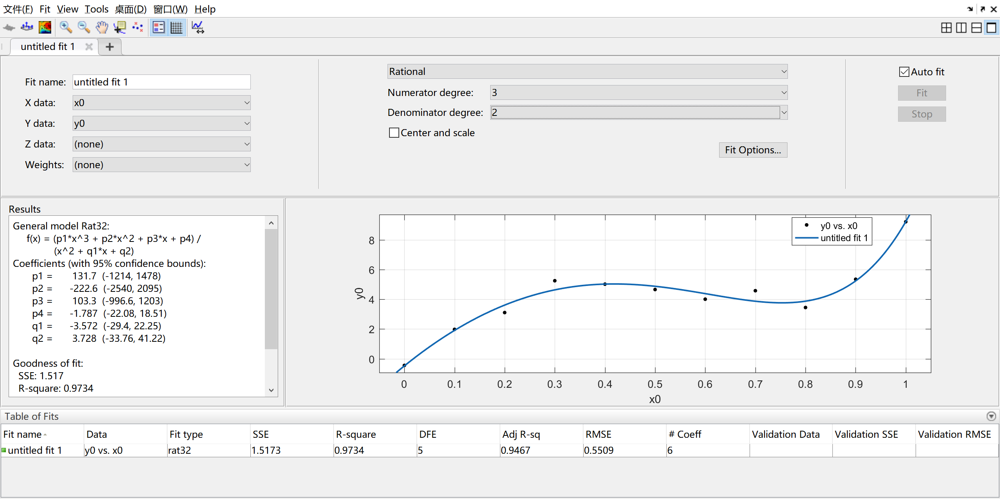 文件(F) Fit View Tools 桌面(D) 窗口(W) Help
untitled fit 1
Fit name: untitled fit 1
X data: x0
Y data: y0
Z data: (none)
Weights: (none)
Rational
Numerator degree: 3
Denominator degree: 2
Center and scale
Fit Options...
Auto fit
Fit
Stop
Results
General model Rat32:
f(x) = (p1*x^3 + p2*x^2 + p3*x + p4) /
(x^2 + q1*x + q2)
Coefficients (with 95% confidence bounds):
p1 = 131.7 (-1214, 1478)
p2 = -222.6 (-2540, 2095)
p3 = 103.3 (-996.6, 1203)
p4 = -1.787 (-22.08, 18.51)
q1 = -3.572 (-29.4, 22.25)
q2 = 3.728 (-33.76, 41.22)
Goodness of fit:
SSE: 1.517
R-square: 0.9734
y0 vs. x0
untitled fit 1
8
6
4
2
0
y0
0 0.1 0.2 0.3 0.4 0.5 0.6 0.7 0.8 0.9 1
x0
Table of Fits
Fit name Data Fit type SSE R-square DFE Adj R-sq RMSE # Coeff Validation Data Validation SSE Validation RMSE
untitled fit 1 y0 vs. x0 rat32 1.5173 0.9734 5 0.9467 0.5509 6